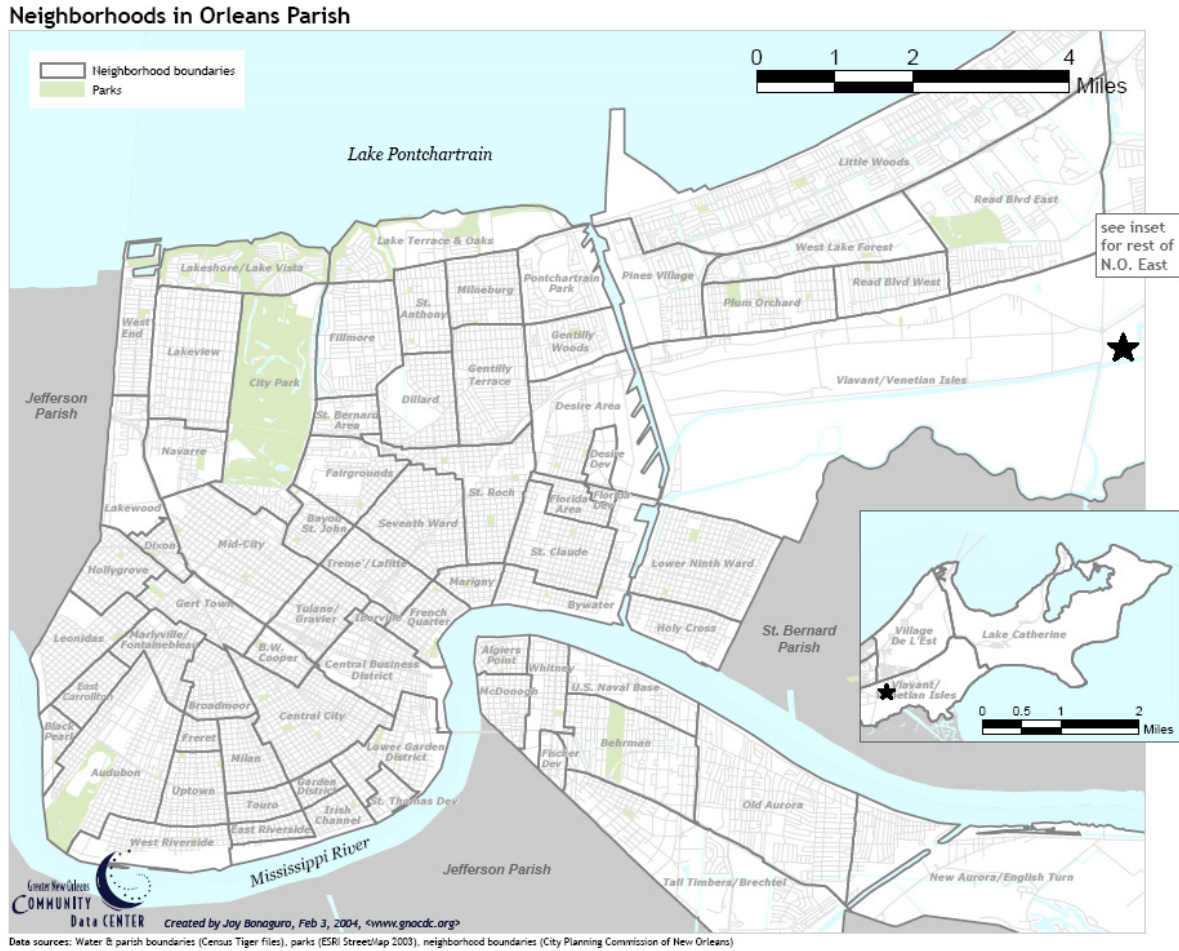 Neighborhoods in Orleans Parish
Neighborhood boundaries
Parks
0 1 2 4
Miles
Lake Pontchartrain
Little Woods
Read Blvd East
see inset
for rest of
N.O. East
Lake Terrace & Oaks
West Lake Forest
Lakeshore/Lake Vista
Pontchartrain
Park
Pines Village
Read Blvd West
Milneburg
Plum Orchard
St.
Anthony
West
End
Fillmore
Gentilly
Woods
Lakeview
City Park
Gentilly
Terrace
Viavant/Venetian Isles
Jefferson
Parish
Dillard
Desire Area
St. Bernard
Area
Navarre
Desire
Dev
Fairgrounds
St. Roch
Florida
Area
Florida
Dev
Lakewood
Bayou
St. John
Seventh Ward
Dixon
Mid-City
St. Claude
Hollygrove
Treme'/Lafitte
Lower Ninth Ward
Marigny
Gert Town
Bywater
Tulane/
Gravier
Iberville
French
Quarter
Holy Cross
Leonidas
Marlyville/
Fontainebleau
St. Bernard
Parish
Village
De L'Est
Lake Catherine
B.W.
Cooper
Algiers
Point
Central Business
District
Whitney
U.S. Naval Base
McDonogh
East
Carrollton
Viavant/
etian Isles
Broadmoor
Central City
0 0.5 1 2
Miles
Black
Pearl
Freret
Behrman
Lower Garden
District
Milan
Fischer
Dev
Audubon
Garden
District
Uptown
St. Thomas Dev
Touro
Irish
Channel
Old Aurora
East Riverside
West Riverside
Mississippi River
Jefferson Parish
Tall Timbers/Brechtel
New Aurora/English Turn
Greater New Orleans
COMMUNITY
Data CENTER
Created by Joy Bonaguro, Feb 3, 2004, <www.gnocdc.org>
Data sources: Water & parish boundaries (Census Tiger files), parks (ESRI StreetMap 2003), neighborhood boundaries (City Planning Commission of New Orleans)